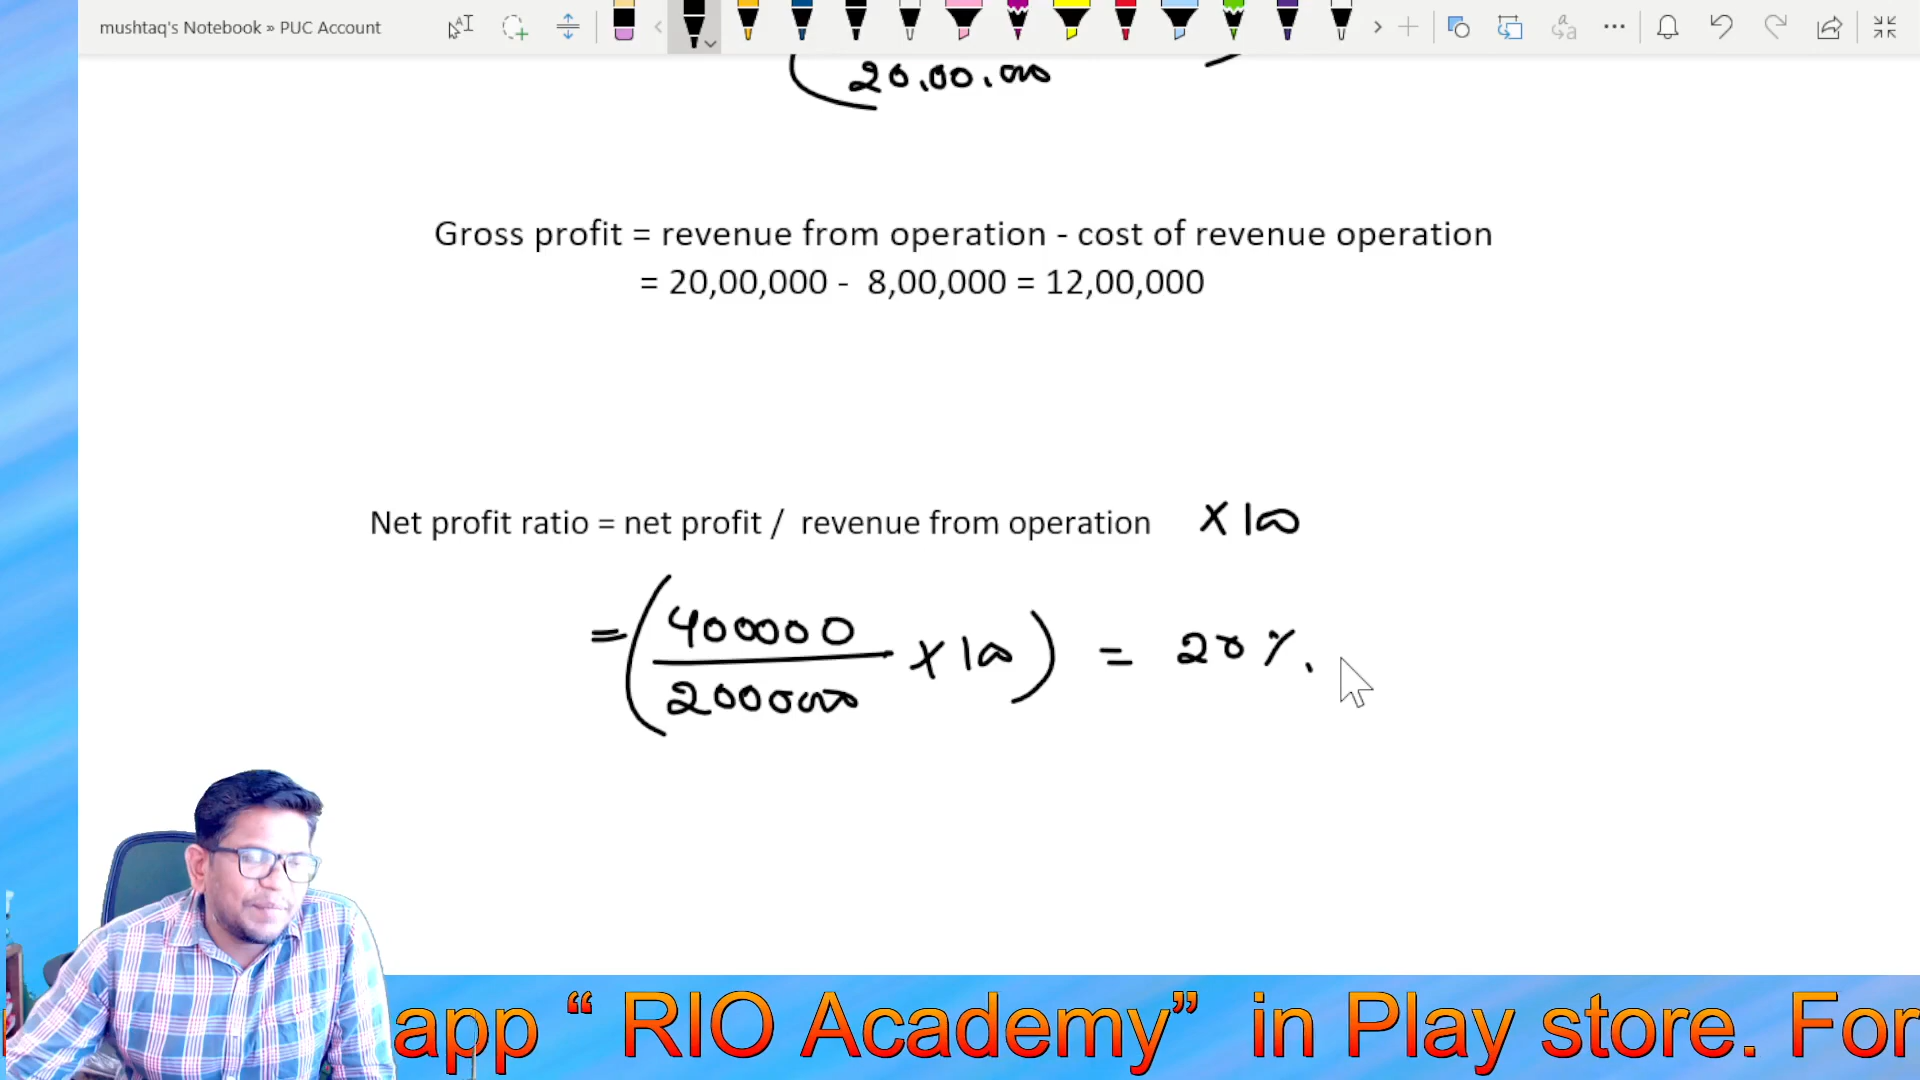 mushtaq's Notebook » PUC Account
20,00,000
Gross profit = revenue from operation - cost of revenue operation
= 20,00,000 - 8,00,000 = 12,00,000
Net profit ratio = net profit / revenue from operation × 100
= ( 400000 / 2000000 × 100 ) = 20 %.
app “ RIO Academy” in Play store. For